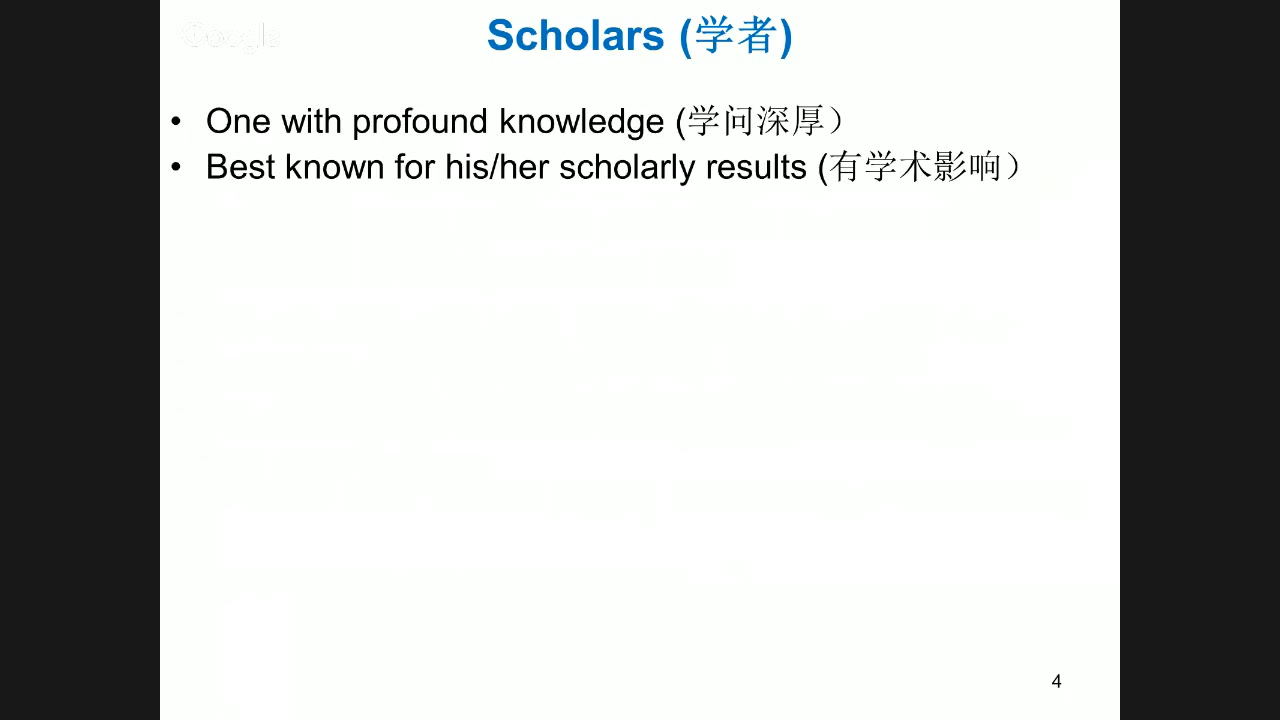 Google
Scholars (学者)
• One with profound knowledge (学问深厚）
• Best known for his/her scholarly results (有学术影响）
4